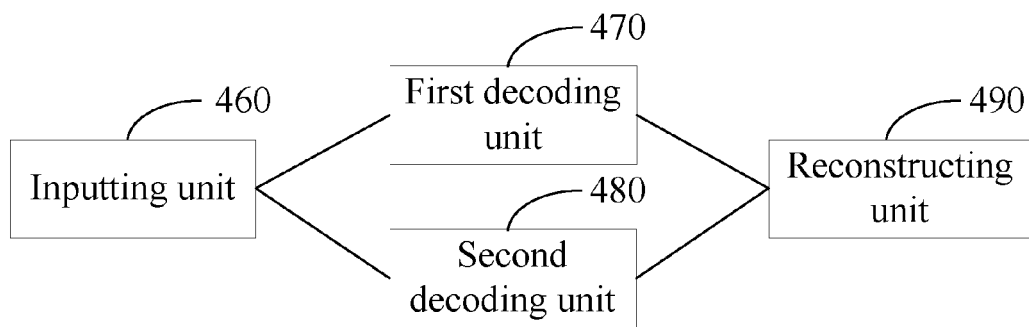 470
First decoding
unit
460
Inputting unit
490
Reconstructing
unit
480
Second
decoding unit